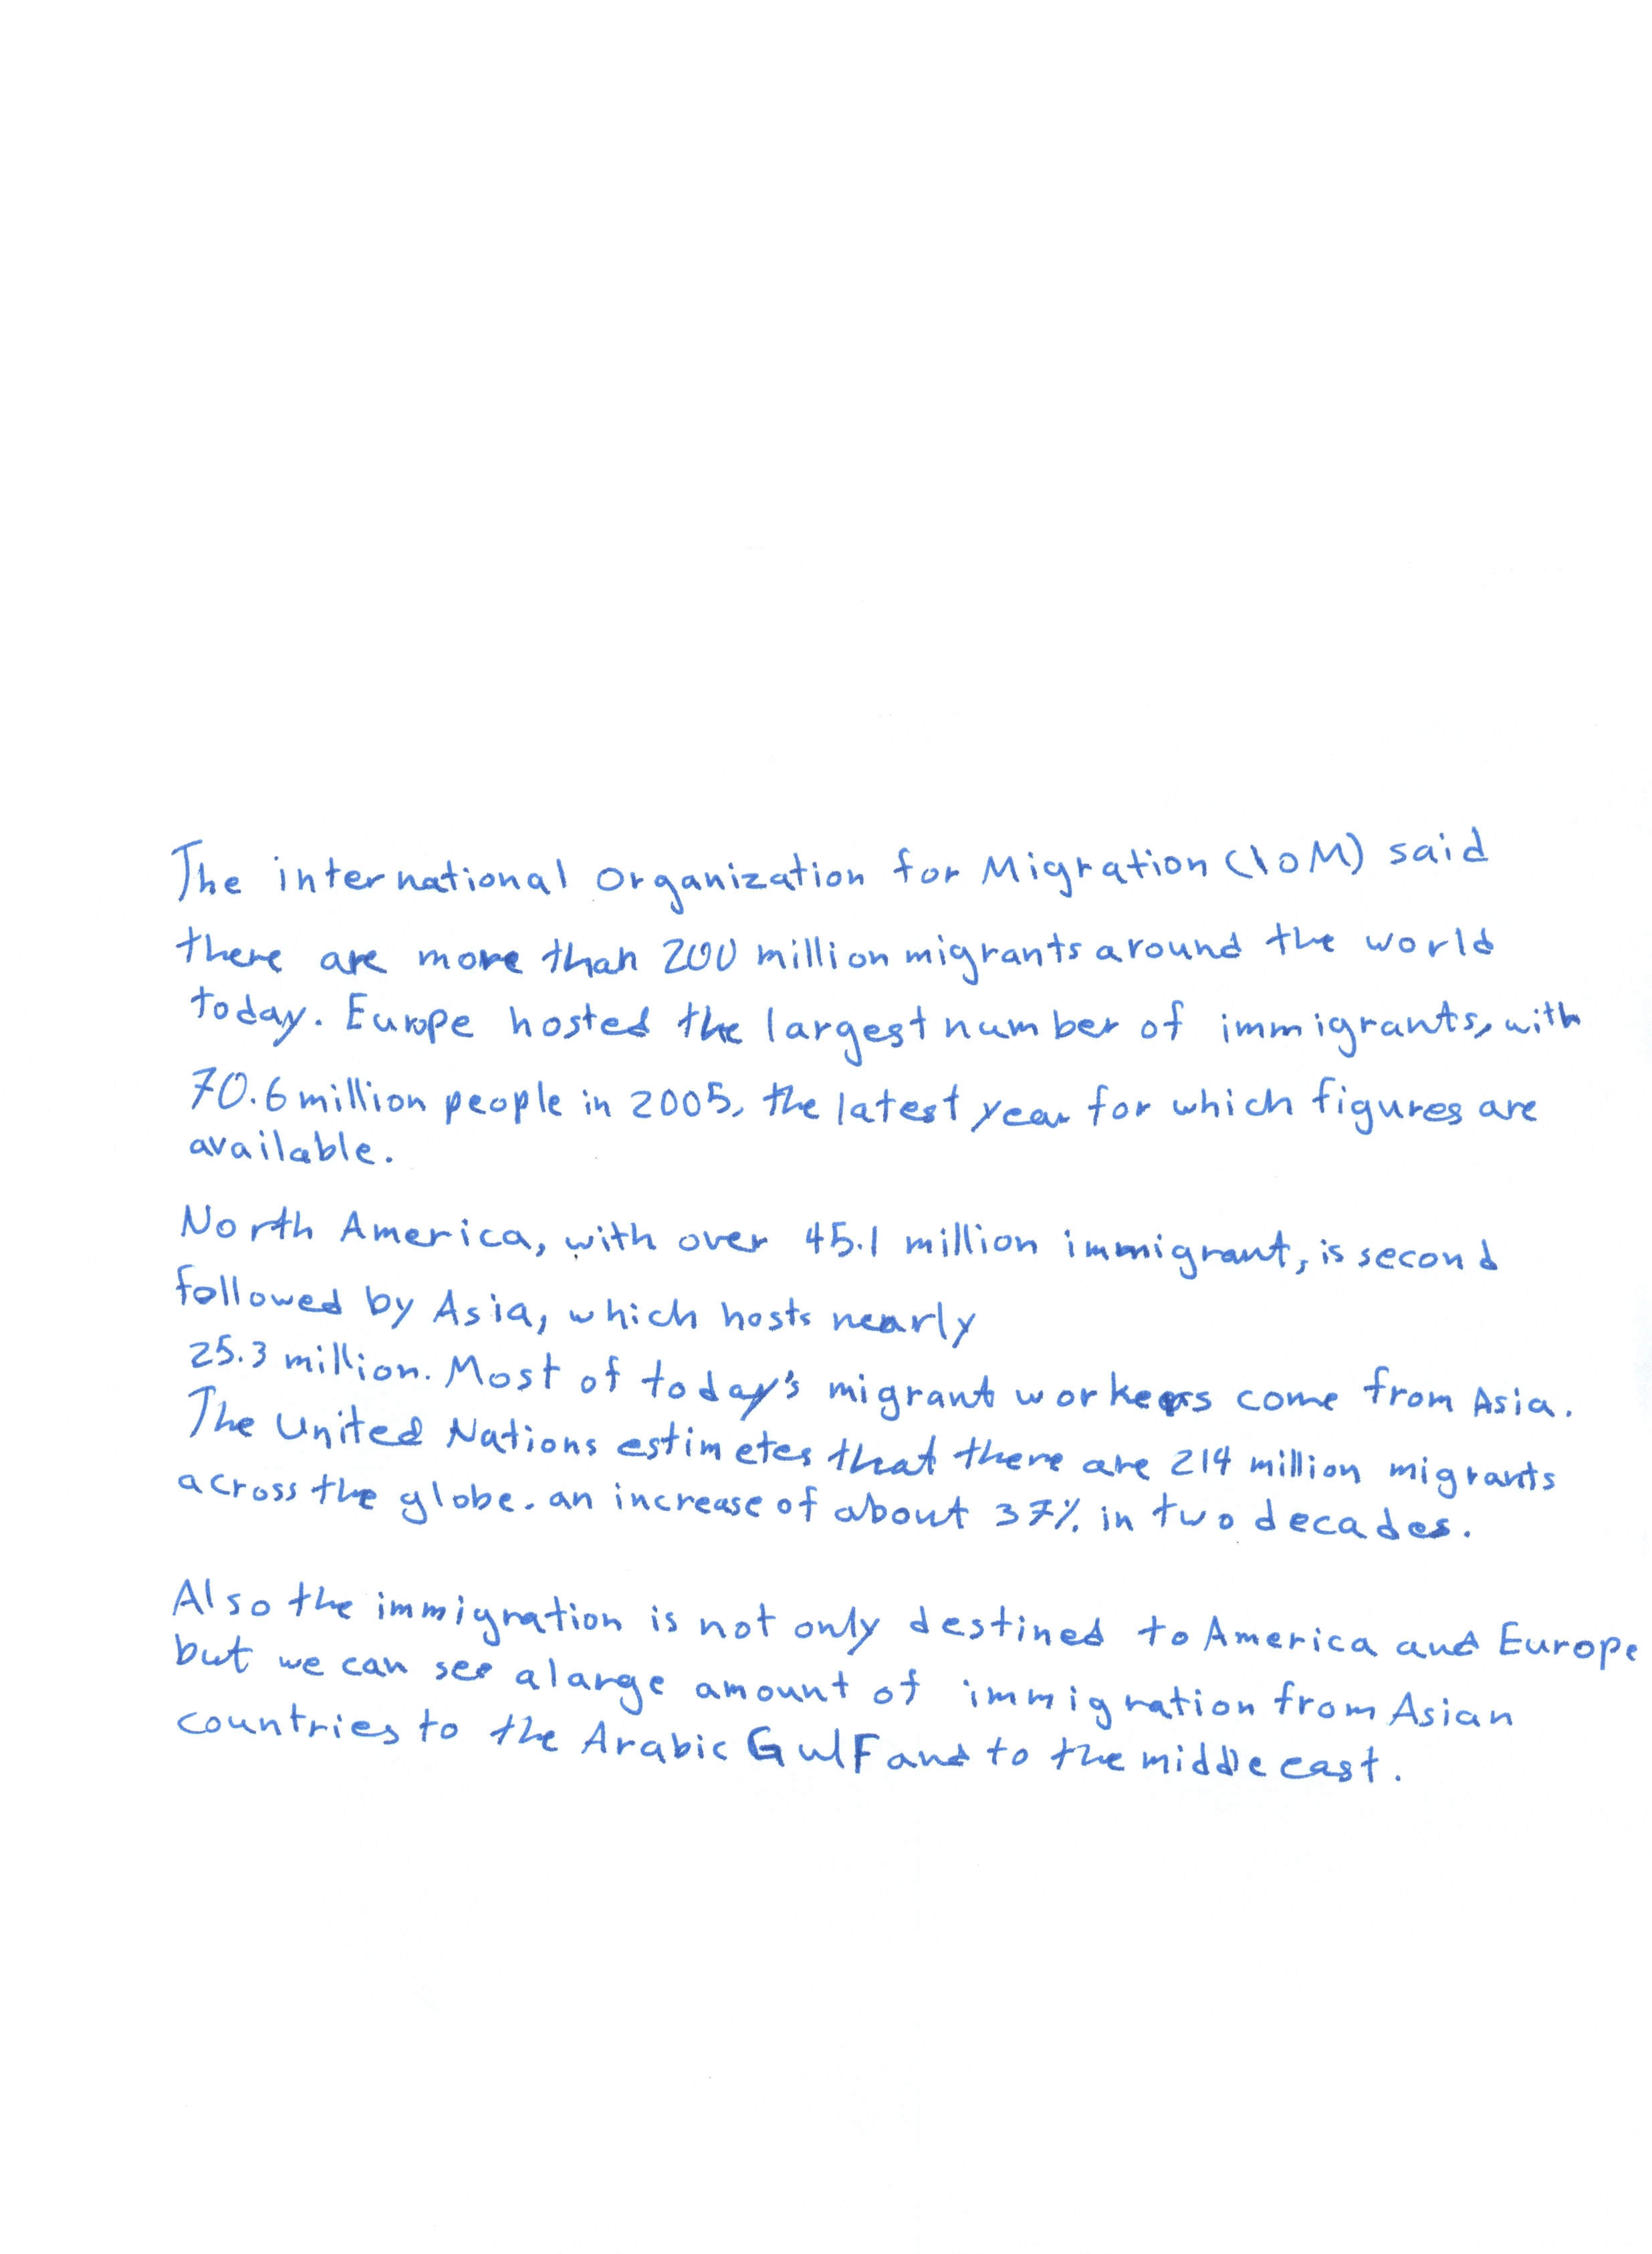 The international Organization for Migration (IOM) said
there are more than 200 million migrants around the world
today. Europe hosted the largest number of immigrants, with
70.6 million people in 2005, the latest year for which figures are
available.
North America, with over 45.1 million immigrant, is second
followed by Asia, which hosts nearly
25.3 million. Most of today's migrant workers come from Asia.
The United Nations estimetes that there are 214 million migrants
across the globe. an increase of about 37% in two decades.
Also the immigration is not only destined to America and Europe
but we can see a large amount of immigration from Asian
countries to the Arabic Gulf and to the middle east.